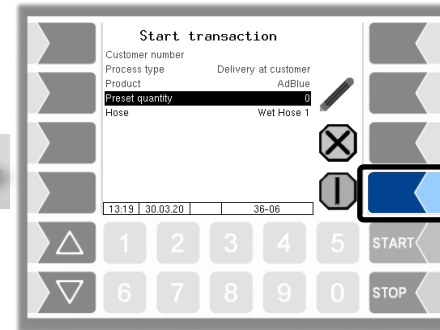 Start transaction
Customer number
Process type Delivery at customer
Product AdBlue
Preset quantity 0
Hose Wet Hose 1
13:19 30.03.20 36-06
1 2 3 4 5 START
6 7 8 9 0 STOP